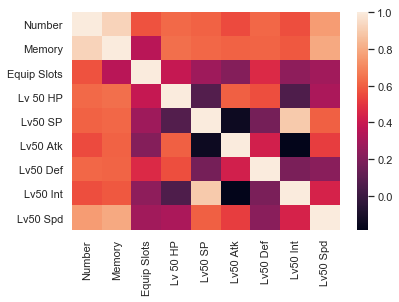 Number
Memory
Equip Slots
Lv 50 HP
Lv50 SP
Lv50 Atk
Lv50 Def
Lv50 Int
Lv50 Spd
Number
Memory
Equip Slots
Lv 50 HP
Lv50 SP
Lv50 Atk
Lv50 Def
Lv50 Int
Lv50 Spd
1.0
0.8
0.6
0.4
0.2
0.0